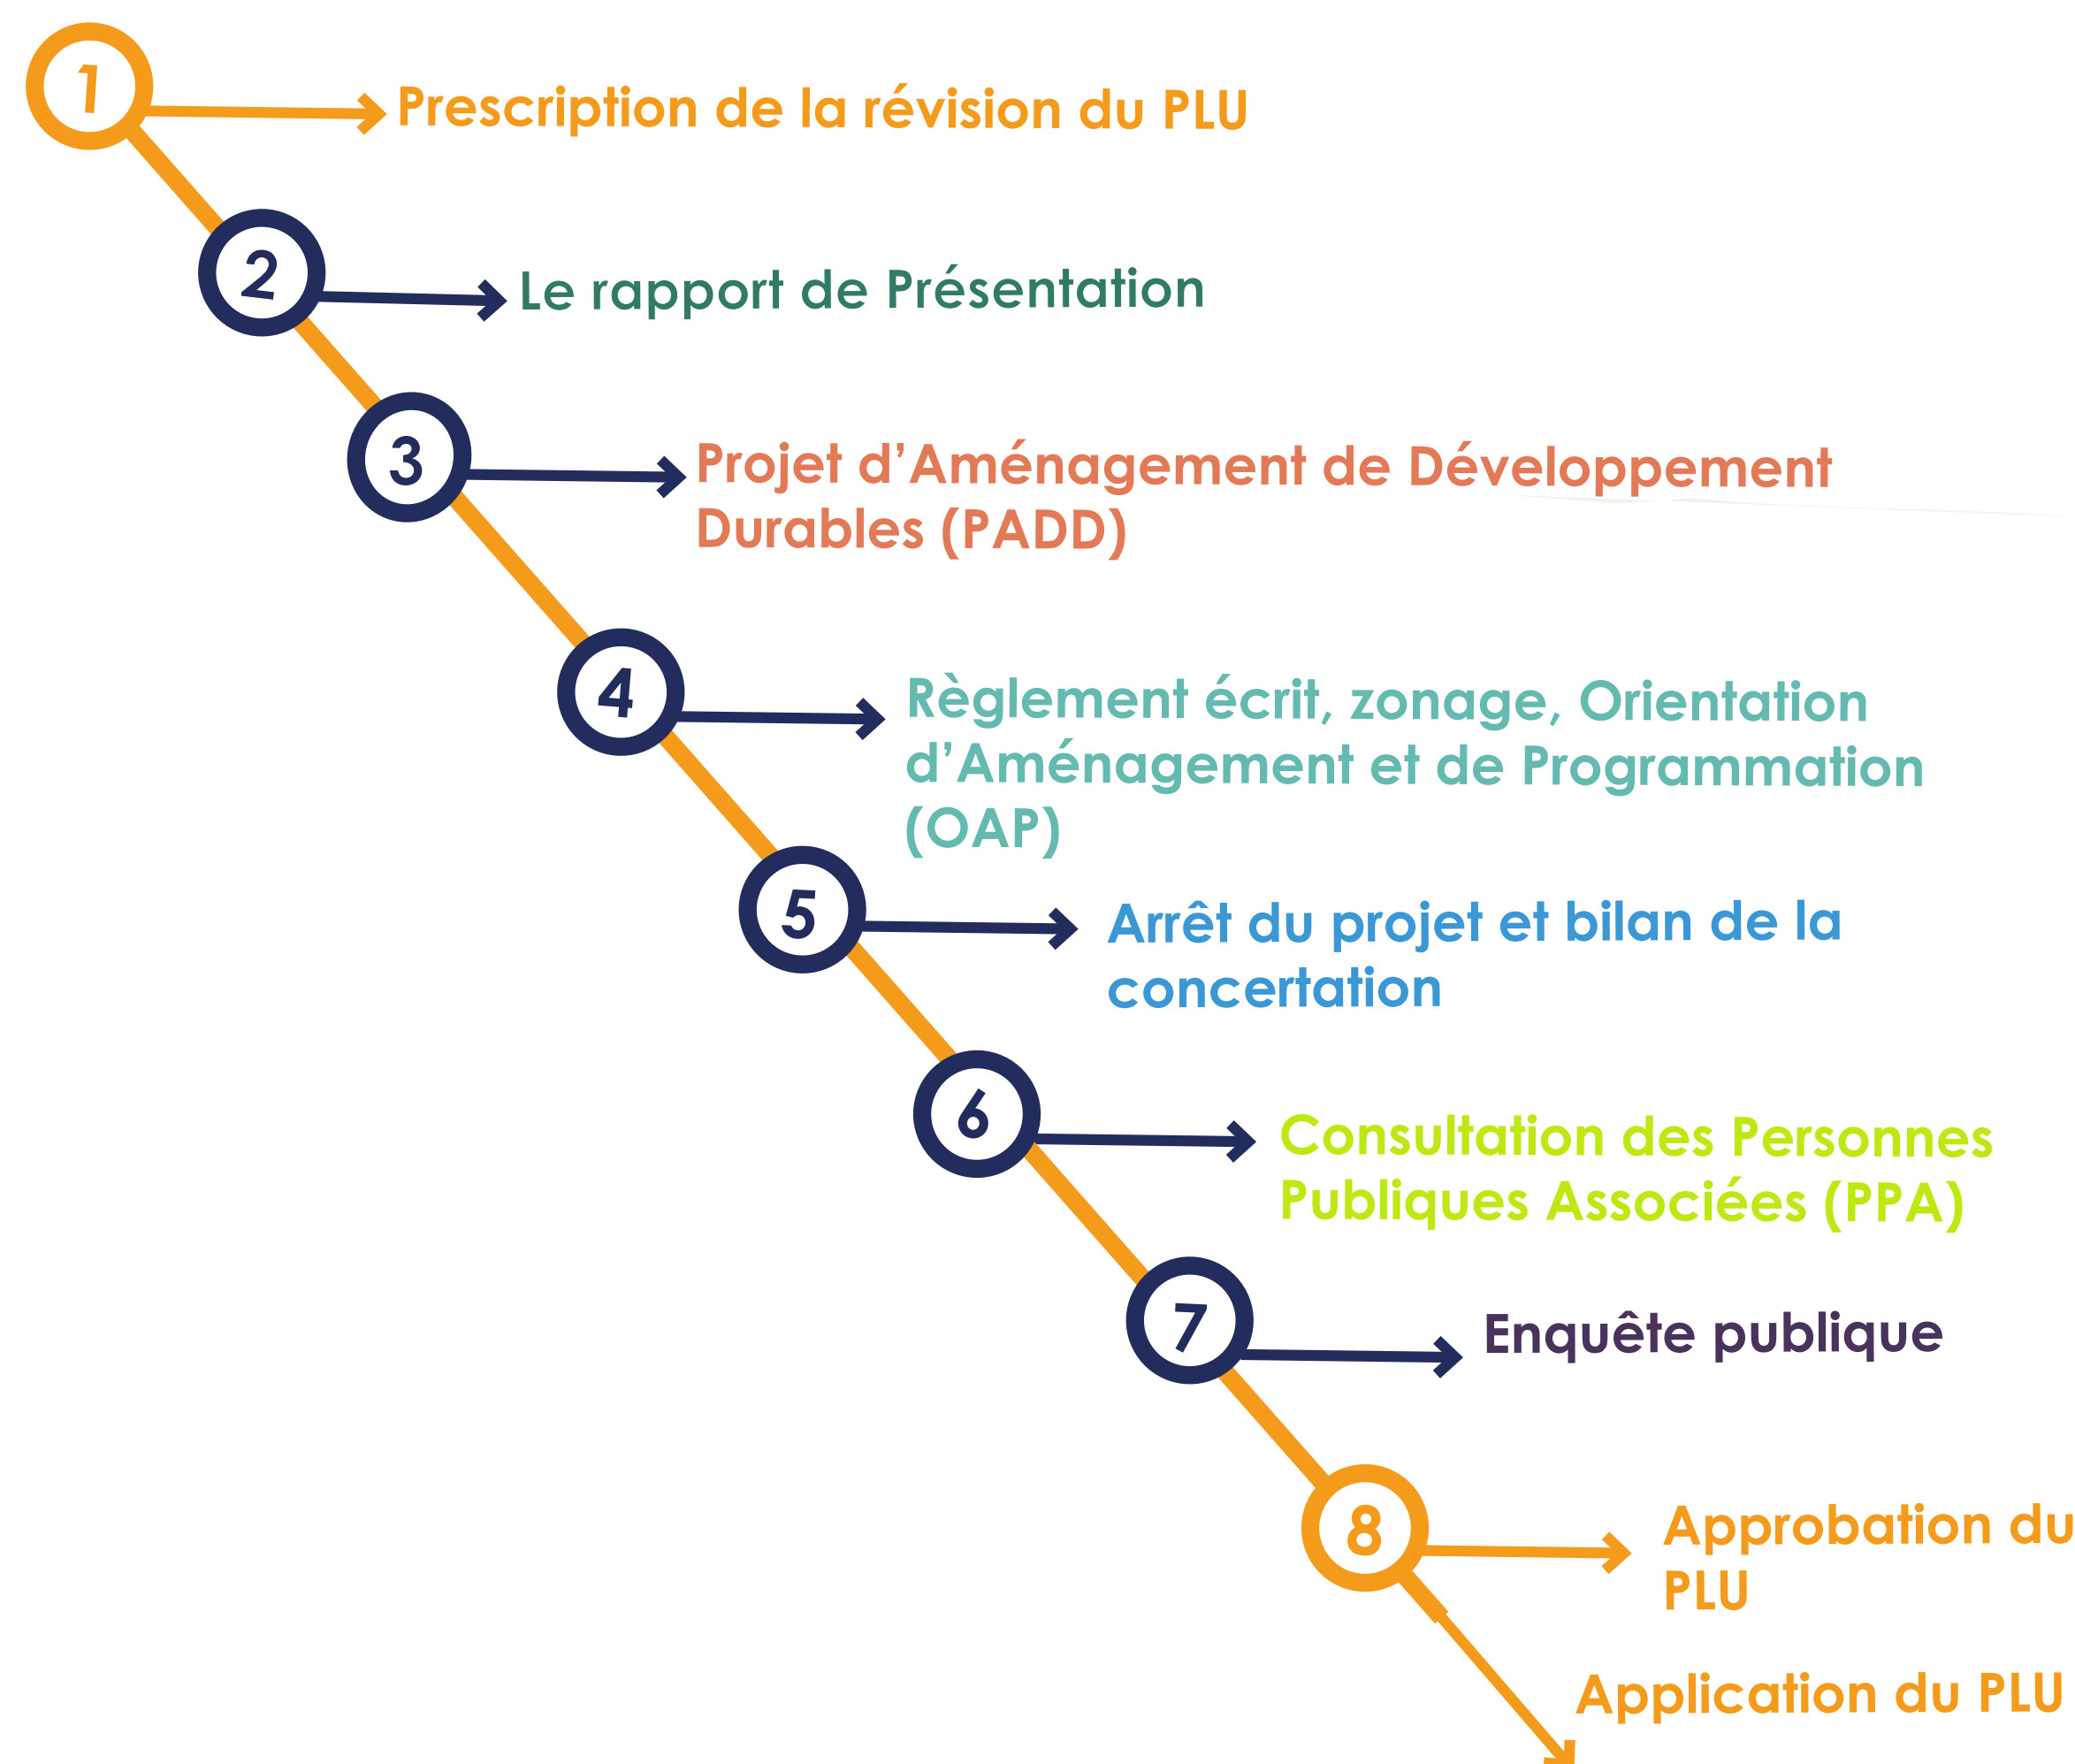 1
Prescription de la révision du PLU
2
Le rapport de Présentation
3
Projet d'Aménagement de Développement
Durables (PADD)
4
Règlement écrit, zonage, Orientation
d’Aménagement et de Programmation
(OAP)
5
Arrêt du projet et bilan de la
concertation
6
Consultation des Personnes
Publiques Associées (PPA)
7
Enquête publique
8
Approbation du
PLU
Application du PLU